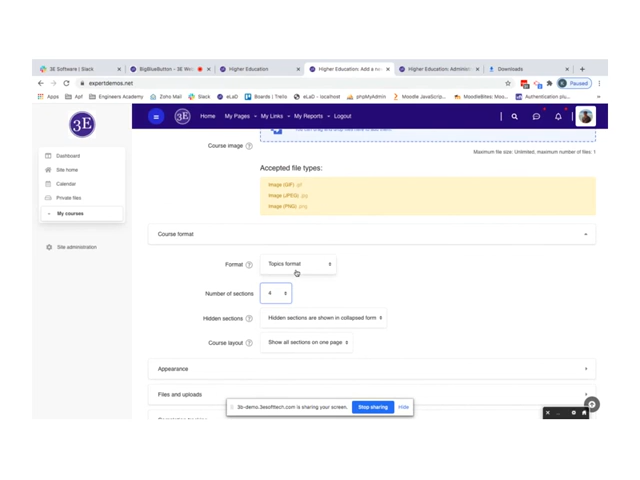 3E Software | Slack
BigBlueButton - 3E We
Higher Education
Higher Education: Add a ne
Higher Education: Administ
Downloads
expertdemos.net
Paused
Apps
Apf
Engineers Academy
Zoho Mail
Slack
eLaD
Boards | Trello
eLaD - localhost
phpMyAdmin
Moodle JavaScrip...
MoodleBites: Moo...
Authentication plu...
3E
3E
Home
My Pages
My Links
My Reports
Logout
Dashboard
Site home
Calendar
Private files
My courses
Site administration
Course image
Maximum file size: Unlimited, maximum number of files: 1
Accepted file types:
Image (GIF) .gif
Image (JPEG) .jpg
Image (PNG) .png
Course format
Format
Topics format
Number of sections
4
Hidden sections
Hidden sections are shown in collapsed form
Course layout
Show all sections on one page
Appearance
Files and uploads
3b-demo.3esofttech.com is sharing your screen.
Stop sharing
Hide